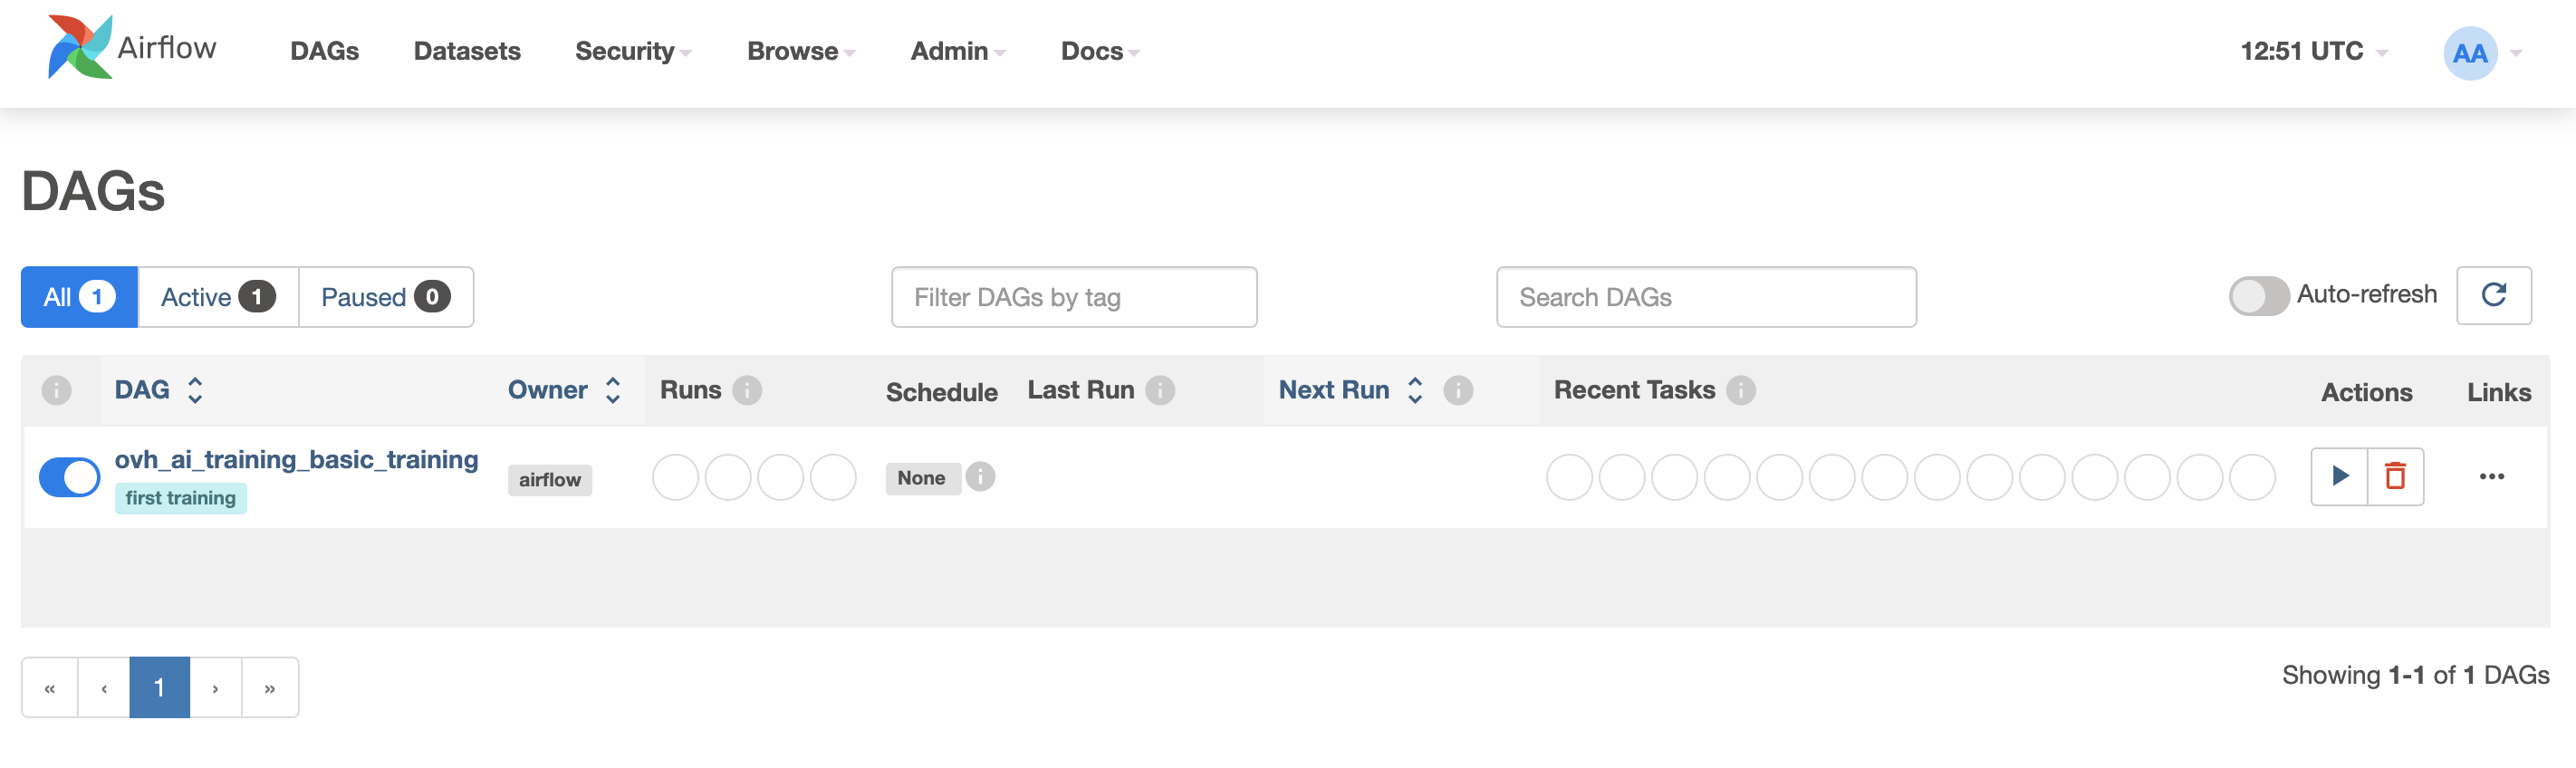 Airflow DAGs Datasets Security Browse Admin Docs 12:51 UTC AA
DAGs
All 1 Active 1 Paused 0 Filter DAGs by tag Search DAGs Auto-refresh
i DAG Owner Runs i Schedule Last Run i Next Run i Recent Tasks i Actions Links
ovh_ai_training_basic_training airflow None i ...
first training
« ‹ 1 › » Showing 1-1 of 1 DAGs